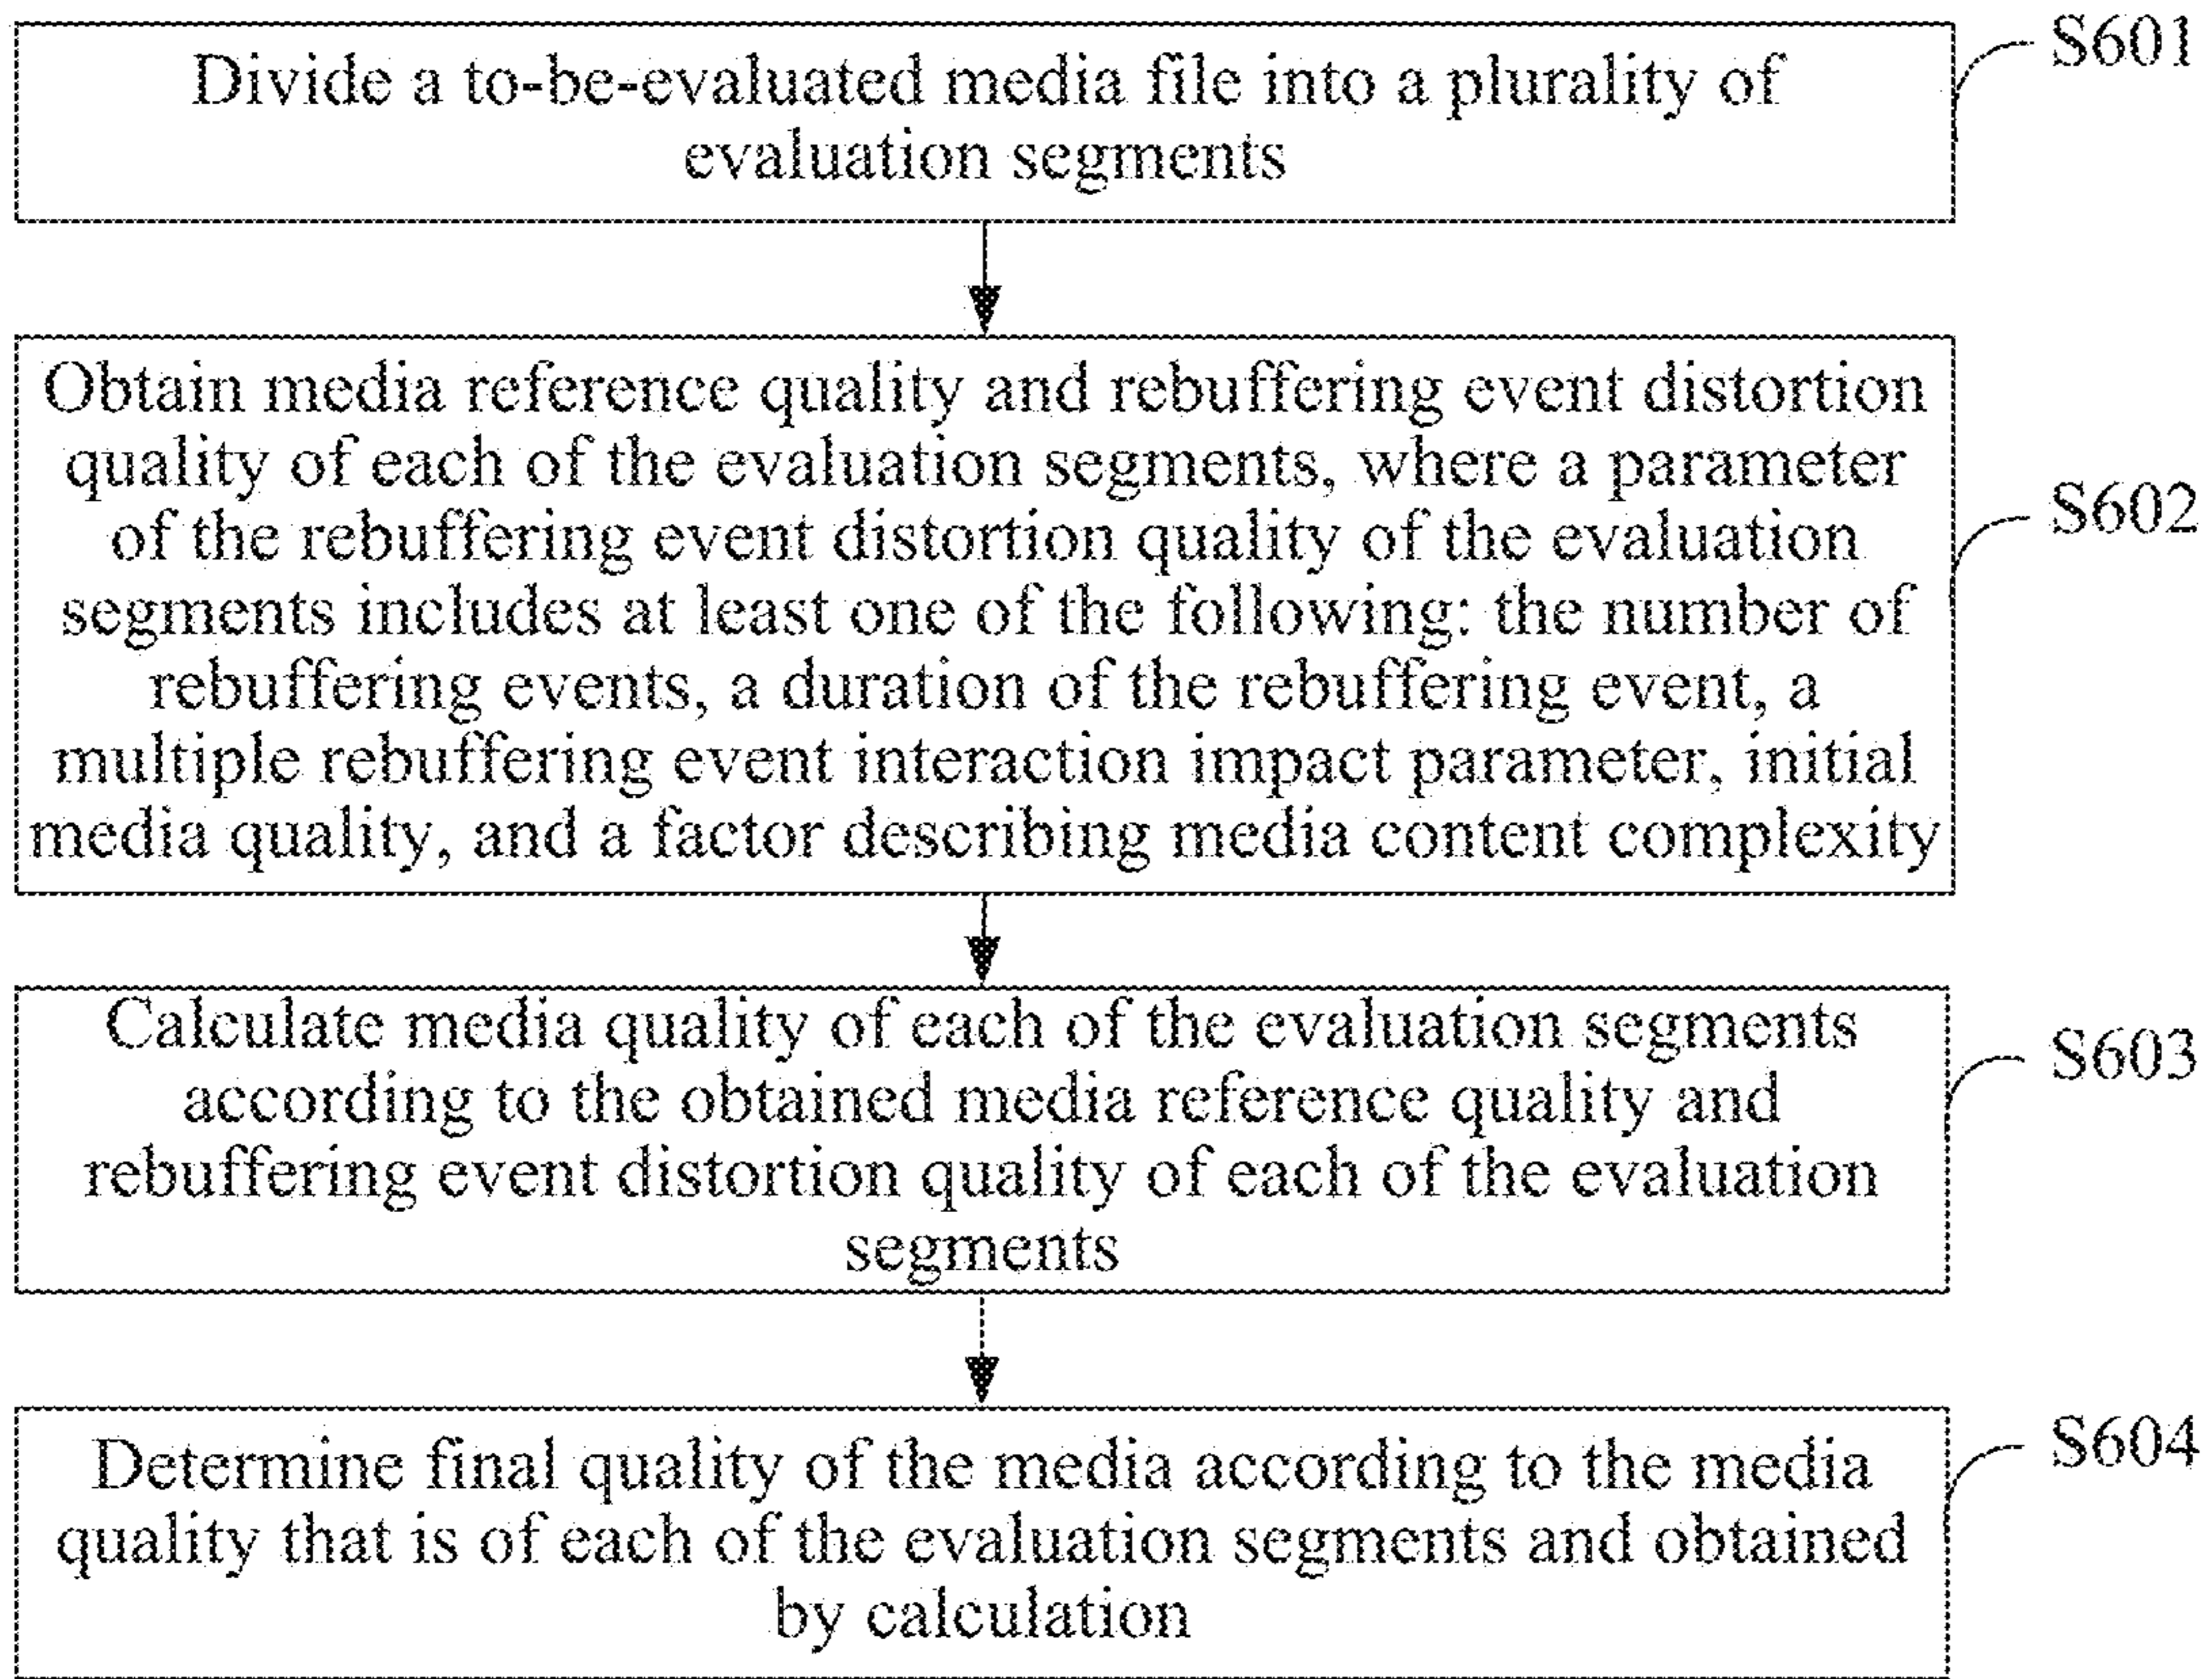 S601
Divide a to-be-evaluated media file into a plurality of
evaluation segments
Obtain media reference quality and rebuffering event distortion
quality of each of the evaluation segments, where a parameter
of the rebuffering event distortion quality of the evaluation
segments includes at least one of the following: the number of
rebuffering events, a duration of the rebuffering event, a
multiple rebuffering event interaction impact parameter, initial
media quality, and a factor describing media content complexity
S602
Calculate media quality of each of the evaluation segments
according to the obtained media reference quality and
rebuffering event distortion quality of each of the evaluation
segments
S603
Determine final quality of the media according to the media
quality that is of each of the evaluation segments and obtained
by calculation
S604